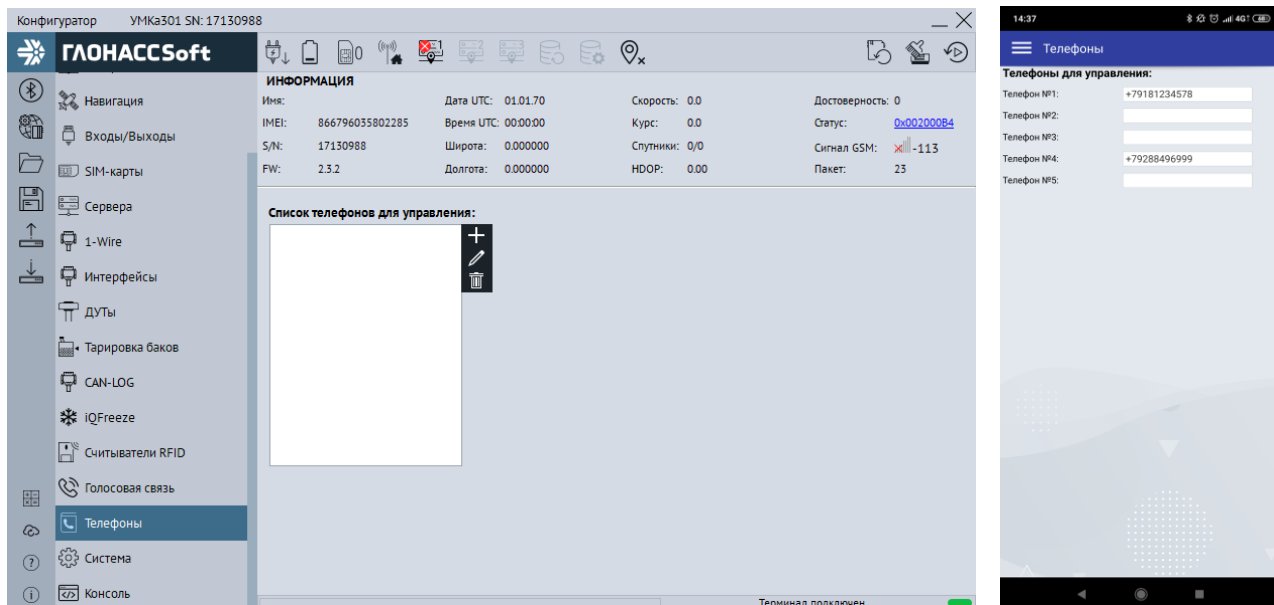 Конфигуратор УМКа301 SN: 17130988
ГЛОНАССSoft
0
Навигация
Входы/Выходы
SIM-карты
Сервера
1-Wire
Интерфейсы
ДУТы
Тарировка баков
CAN-LOG
iQFreeze
Считыватели RFID
Голосовая связь
Телефоны
Система
Консоль
ИНФОРМАЦИЯ
Имя: Дата UTC: 01.01.70 Скорость: 0.0 Достоверность: 0
IMEI: 866796035802285 Время UTC: 00:00:00 Курс: 0.0 Статус: 0x002000B4
S/N: 17130988 Широта: 0.000000 Спутники: 0/0 Сигнал GSM: -113
FW: 2.3.2 Долгота: 0.000000 HDOP: 0.00 Пакет: 23
Список телефонов для управления:
Терминал подключен
14:37 4G
Телефоны
Телефоны для управления:
Телефон №1: +79181234578
Телефон №2:
Телефон №3:
Телефон №4: +79288496999
Телефон №5: